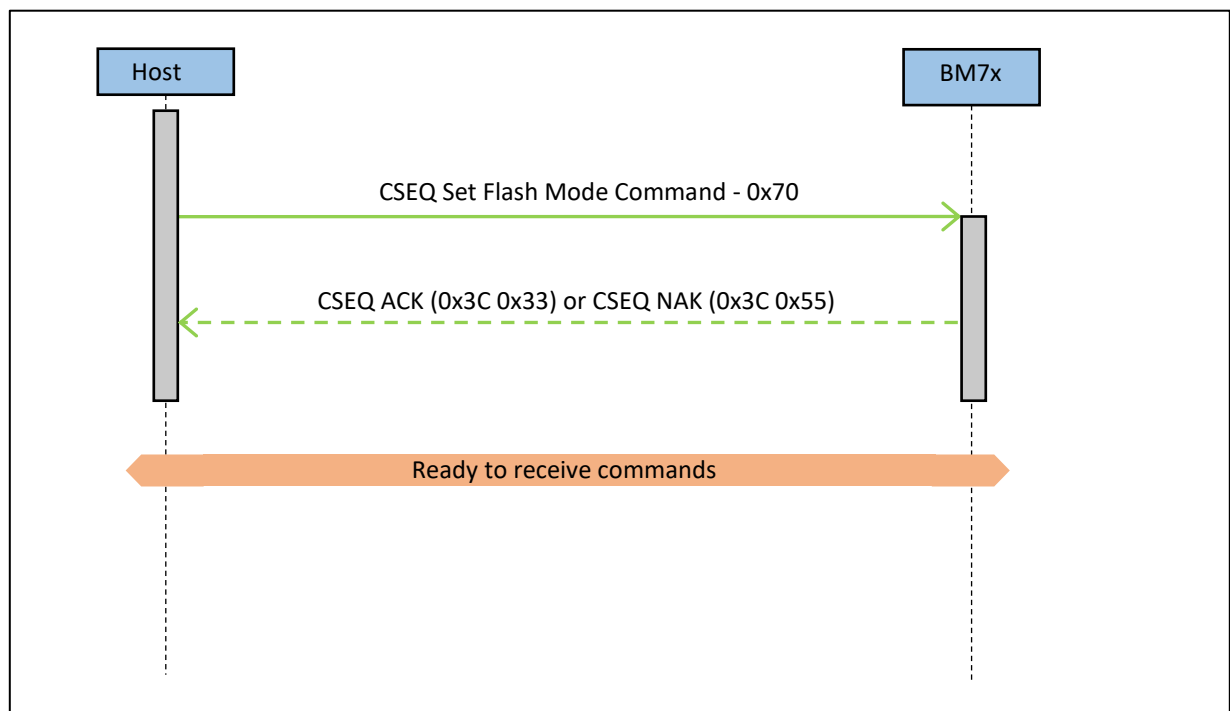 Host
BM7x
CSEQ Set Flash Mode Command - 0x70
CSEQ ACK (0x3C 0x33) or CSEQ NAK (0x3C 0x55)
Ready to receive commands